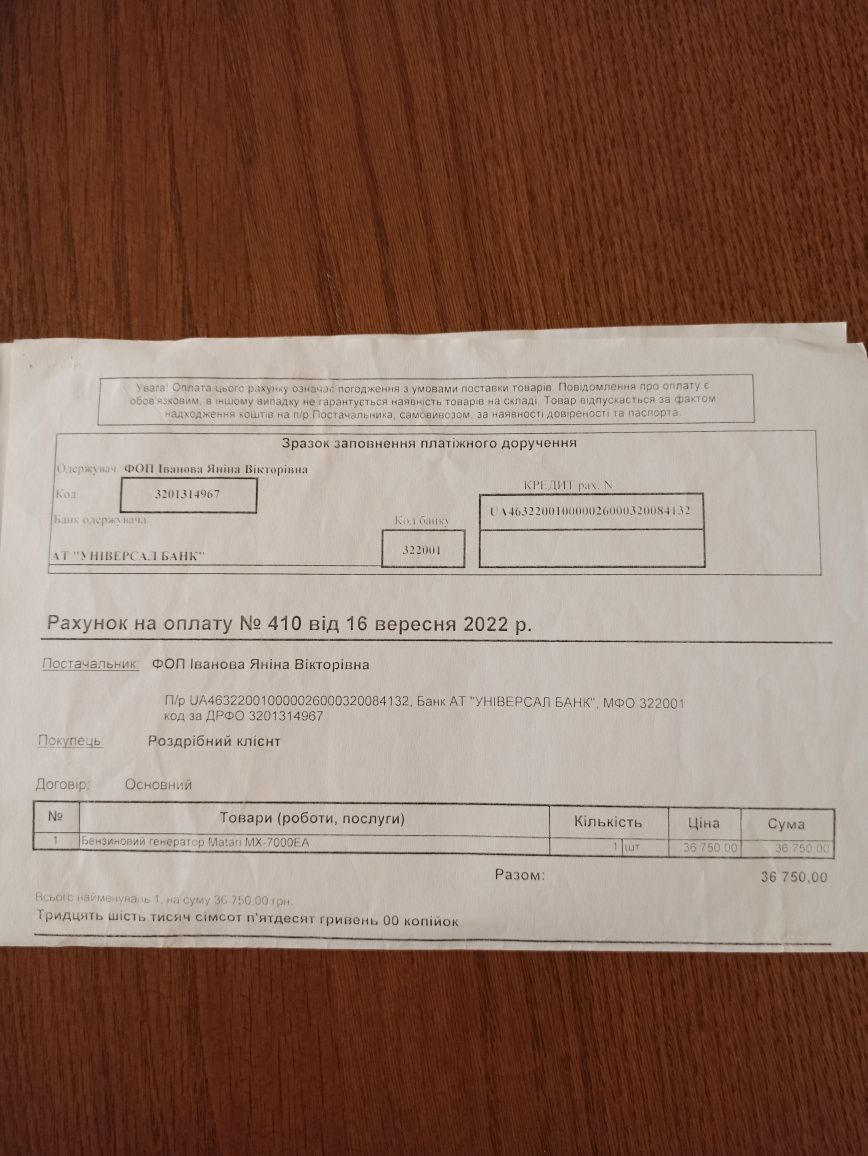 Увага! Оплата цього рахунку означає погодження з умовами поставки товарів. Повідомлення про оплату є
обов'язковим, в іншому випадку не гарантується наявність товарів на складі. Товар відпускається за фактом
надходження коштів на п/р Постачальника, самовивозом, за наявності довіреності та паспорта.
Зразок заповнення платіжного доручення
Одержувач ФОП Іванова Яніна Вікторівна
Код 3201314967
КРЕДИТ рах. N
UA463220010000026000320084132
Банк одержувача
Код банку
АТ "УНІВЕРСАЛ БАНК"
322001
Рахунок на оплату № 410 від 16 вересня 2022 р.
Постачальник: ФОП Іванова Яніна Вікторівна
П/р UA463220010000026000320084132, Банк АТ "УНІВЕРСАЛ БАНК", МФО 322001
код за ДРФО 3201314967
Покупець: Роздрібний клієнт
Договір: Основний
№ Товари (роботи, послуги) Кількість Ціна Сума
1 Бензиновий генератор Matari MX-7000EA 1 шт 36 750,00 36 750,00
Разом: 36 750,00
Всього найменувань 1, на суму 36 750,00 грн.
Тридцять шість тисяч сімсот п'ятдесят гривень 00 копійок